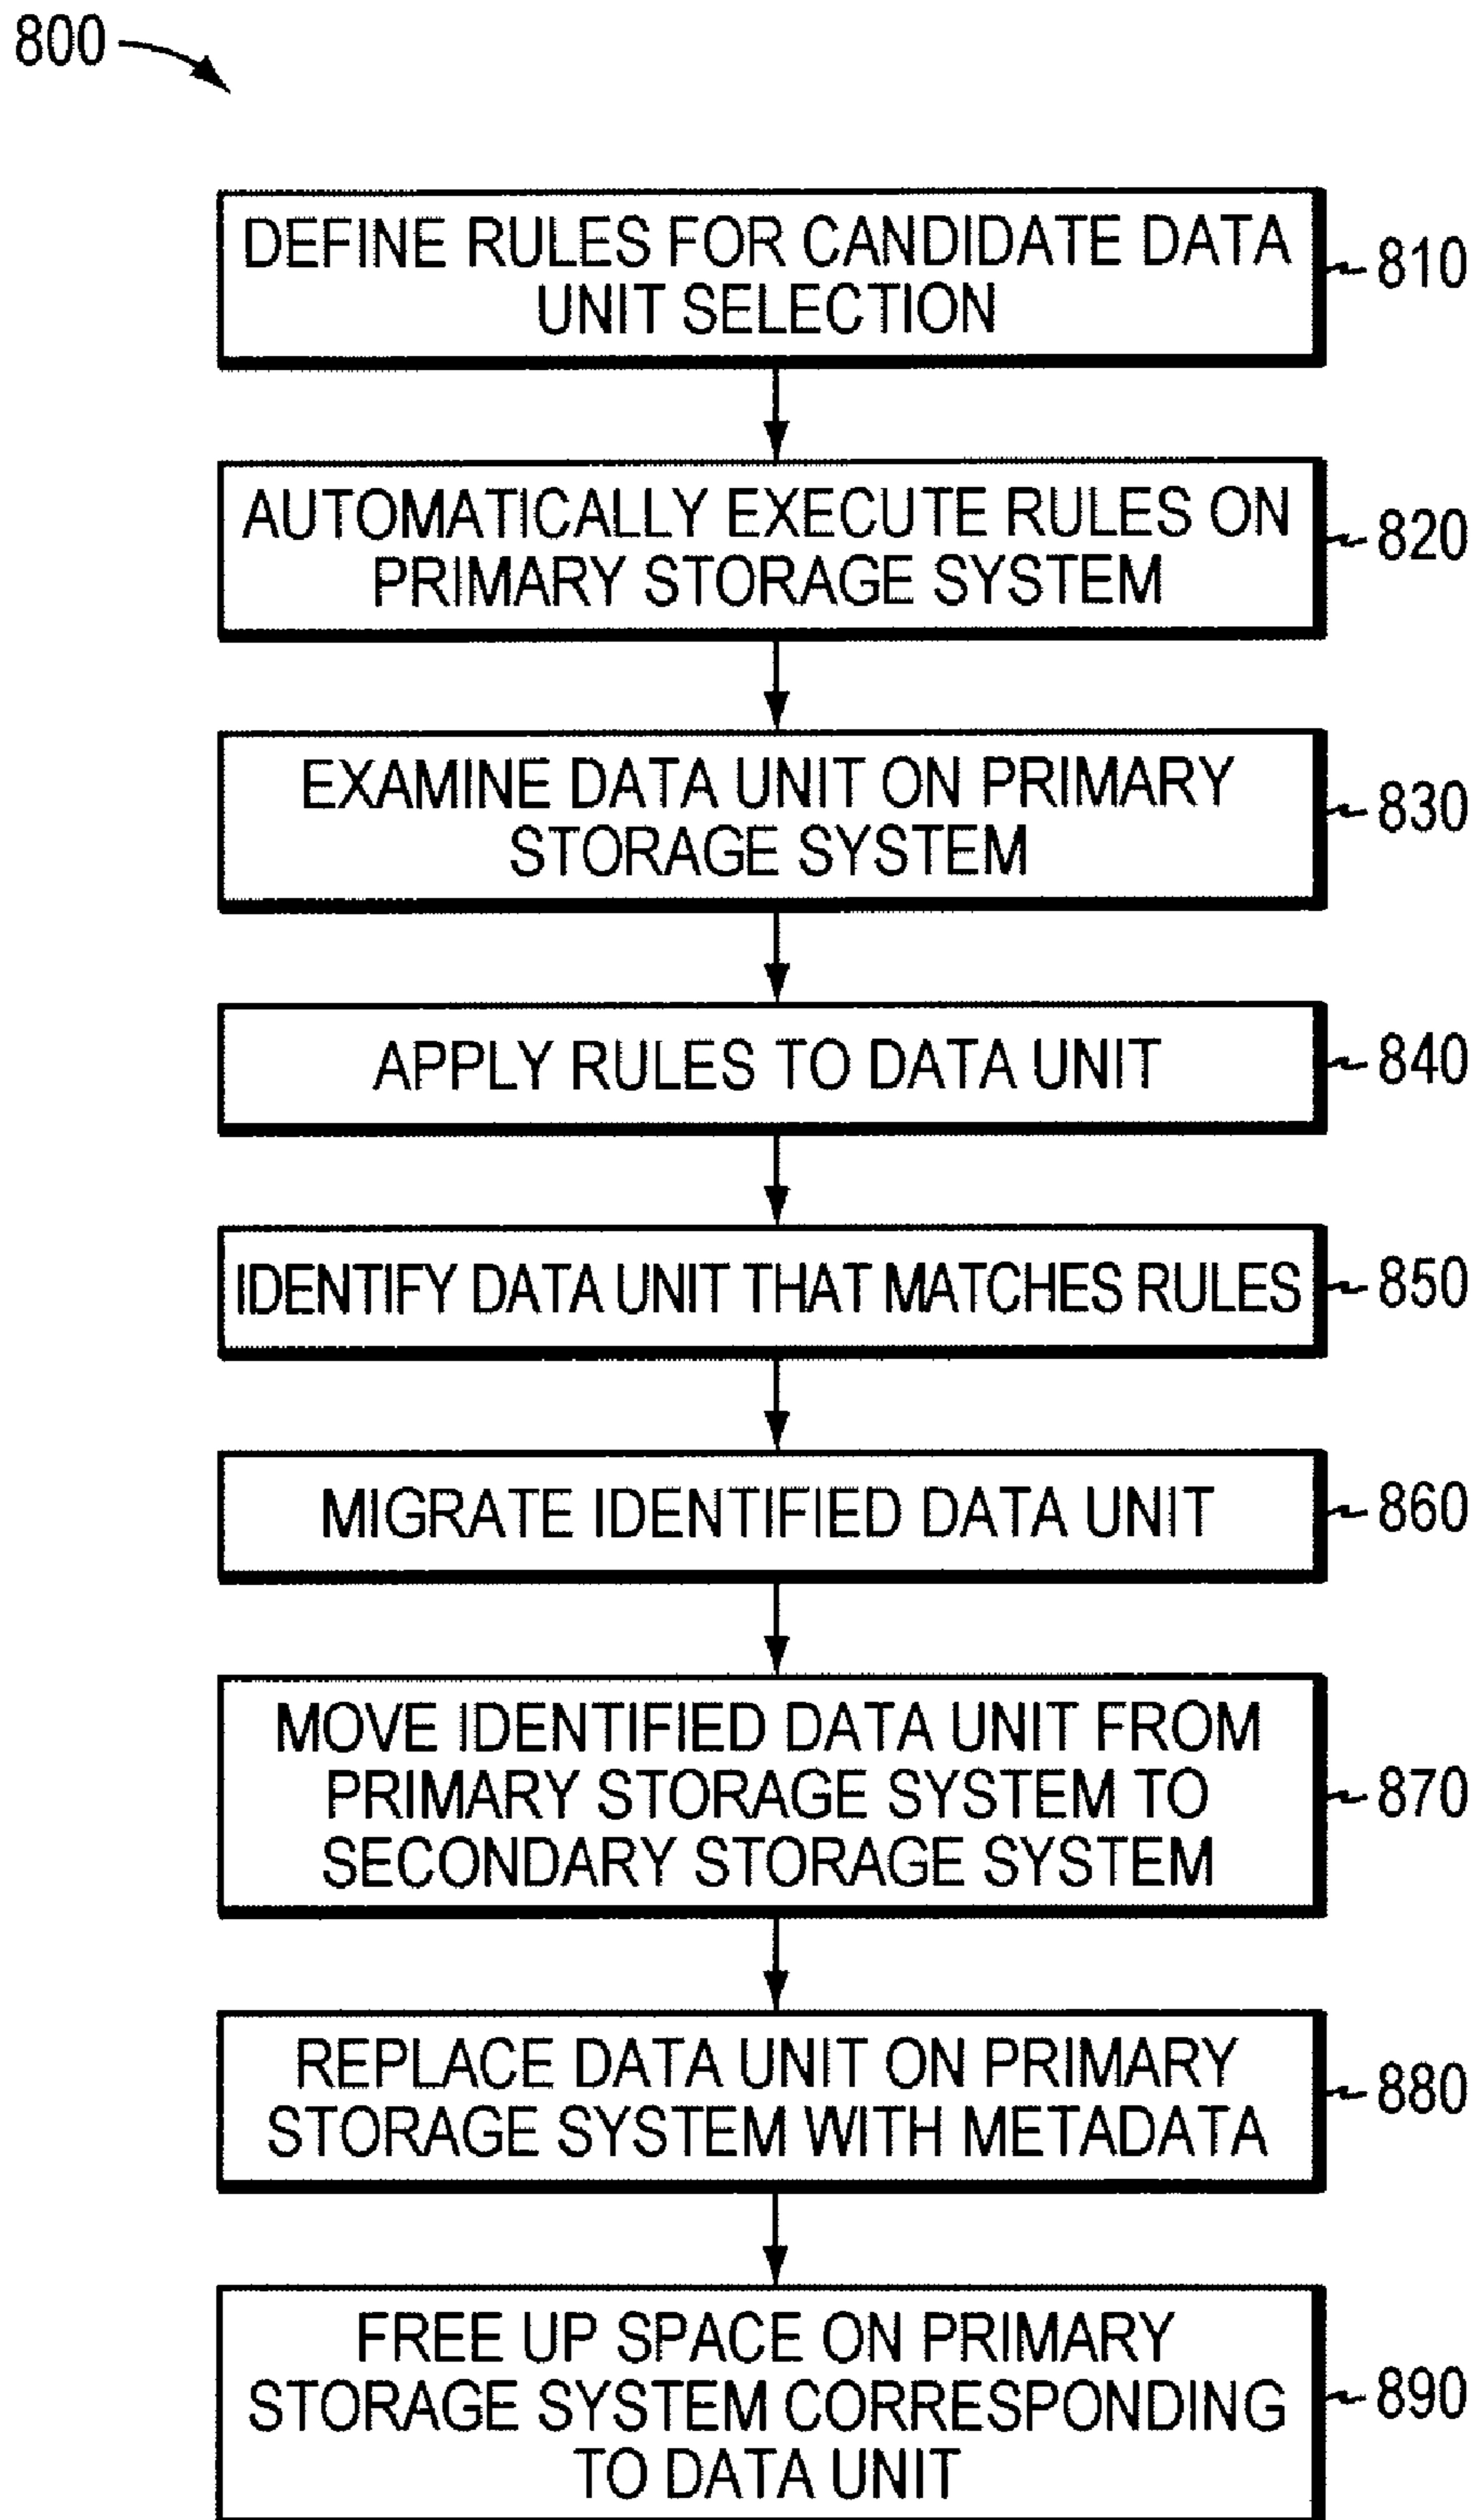 800
DEFINE RULES FOR CANDIDATE DATA
UNIT SELECTION
810
AUTOMATICALLY EXECUTE RULES ON
PRIMARY STORAGE SYSTEM
820
EXAMINE DATA UNIT ON PRIMARY
STORAGE SYSTEM
830
APPLY RULES TO DATA UNIT
840
IDENTIFY DATA UNIT THAT MATCHES RULES
850
MIGRATE IDENTIFIED DATA UNIT
860
MOVE IDENTIFIED DATA UNIT FROM
PRIMARY STORAGE SYSTEM TO
SECONDARY STORAGE SYSTEM
870
REPLACE DATA UNIT ON PRIMARY
STORAGE SYSTEM WITH METADATA
880
FREE UP SPACE ON PRIMARY
STORAGE SYSTEM CORRESPONDING
TO DATA UNIT
890